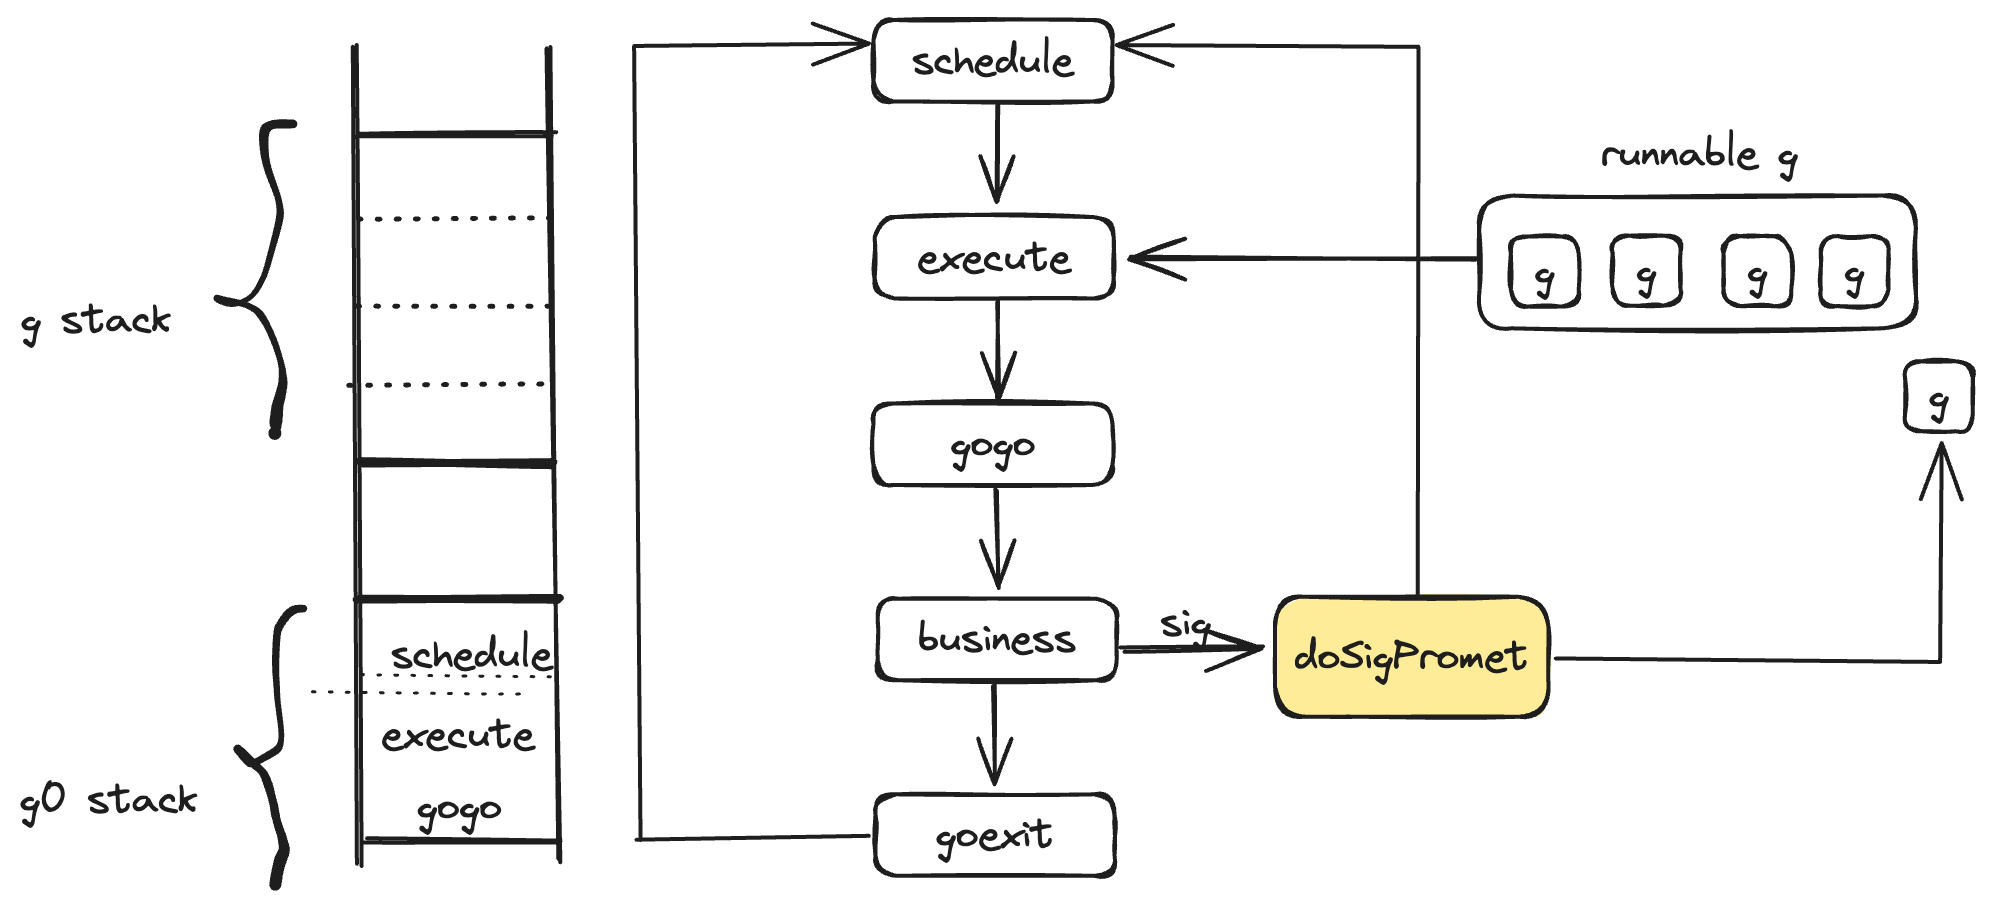 g stack
g0 stack
schedule
execute
gogo
schedule
execute
gogo
business
sig
doSigPromet
goexit
runnable g
g
g
g
g
g